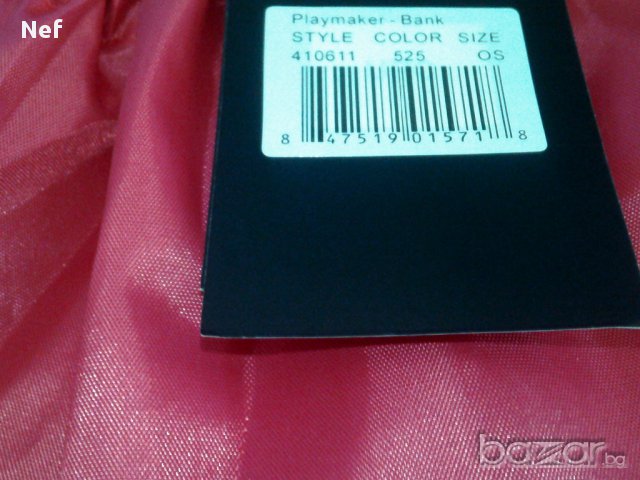 Nef
Playmaker - Bank
STYLE COLOR SIZE
410611 525 OS
8 47519 01571 8
bazar.bg